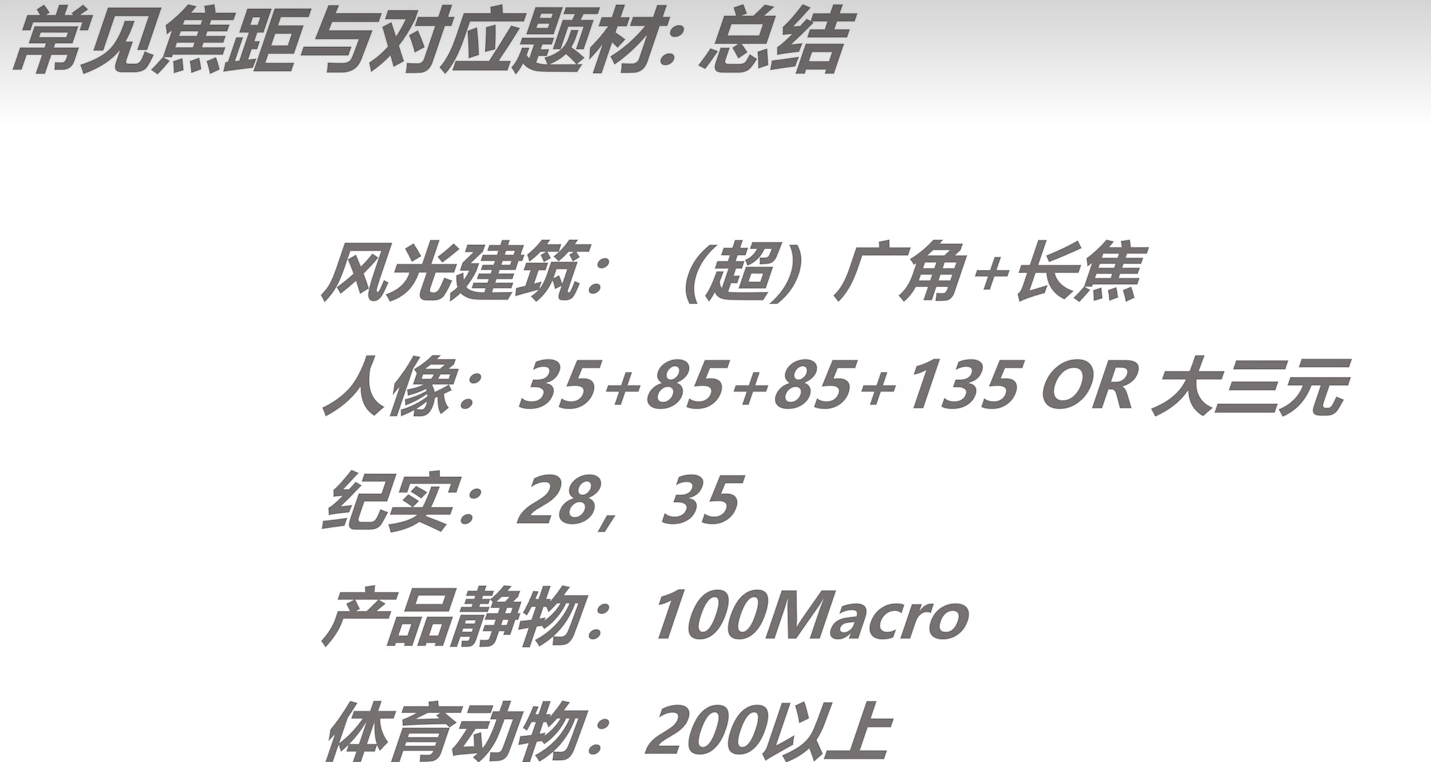 常见焦距与对应题材: 总结
风光建筑：（超）广角+长焦
人像：35+85+85+135 OR 大三元
纪实：28，35
产品静物：100Macro
体育动物：200以上